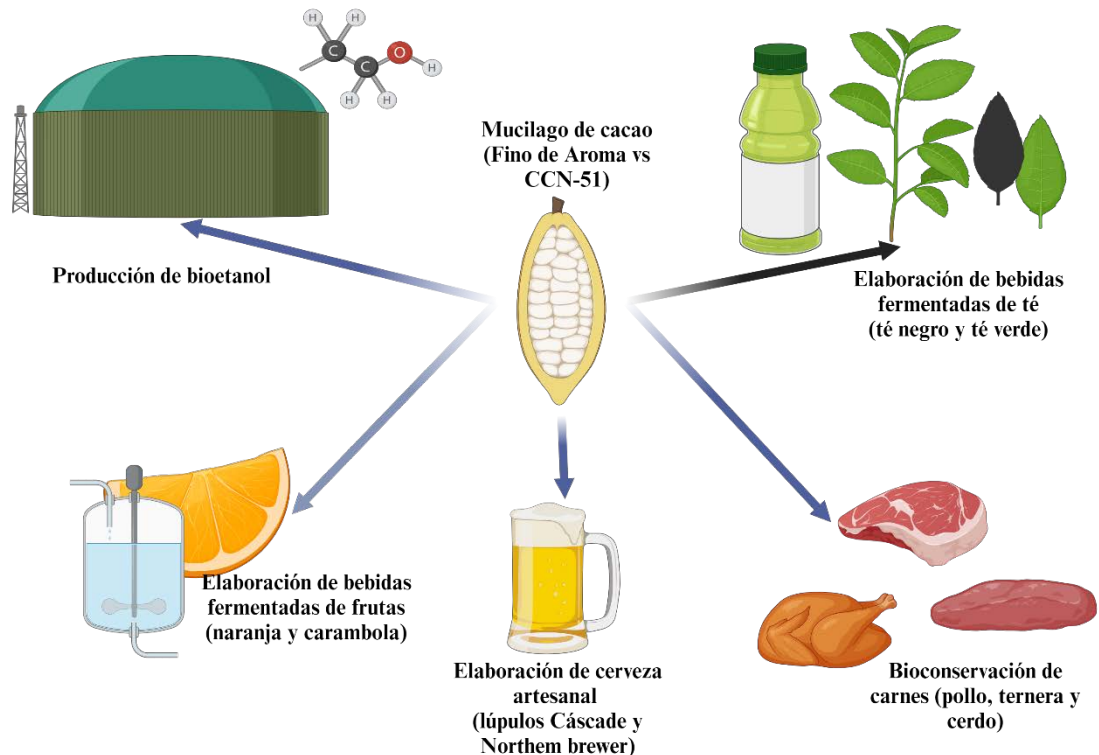 Mucilago de cacao
(Fino de Aroma vs
CCN-51)
C
C
O
H
H
H
H
H
Producción de bioetanol
Elaboración de bebidas
fermentadas de té
(té negro y té verde)
Elaboración de bebidas
fermentadas de frutas
(naranja y carambola)
Elaboración de cerveza
artesanal
(lúpulos Cáscade y
Northem brewer)
Bioconservación de
carnes (pollo, ternera y
cerdo)